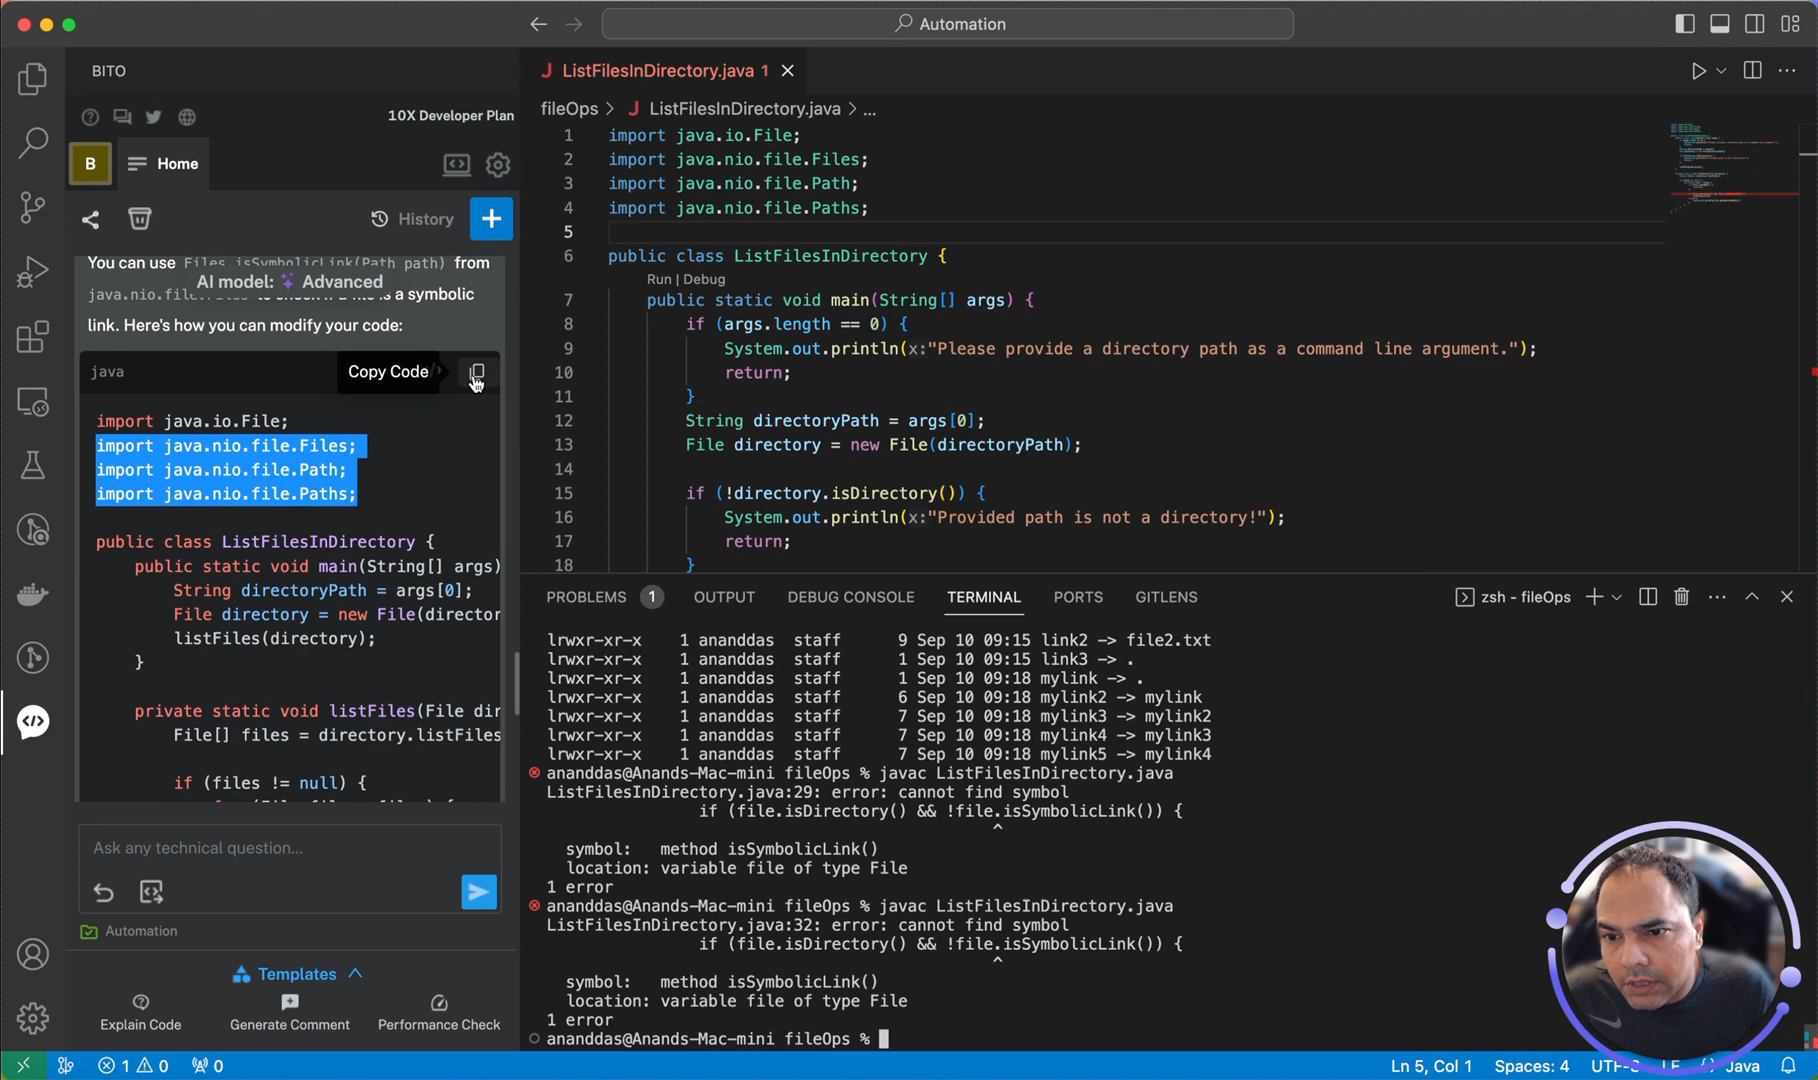 Automation
BITO
ListFilesInDirectory.java 1
10X Developer Plan
fileOps > J ListFilesInDirectory.java > ...
B
Home
History
You can use Files.isSymbolicLink(Path path) from
AI model: Advanced
java.nio.file.Files to check if a file is a symbolic
link. Here's how you can modify your code:
java
Copy Code
import java.io.File;
import java.nio.file.Files;
import java.nio.file.Path;
import java.nio.file.Paths;
public class ListFilesInDirectory {
public static void main(String[] args)
String directoryPath = args[0];
File directory = new File(director
listFiles(directory);
}
private static void listFiles(File dir
File[] files = directory.listFiles
if (files != null) {
Ask any technical question...
Automation
Templates
Explain Code
Generate Comment
Performance Check
1 import java.io.File;
2 import java.nio.file.Files;
3 import java.nio.file.Path;
4 import java.nio.file.Paths;
5
6 public class ListFilesInDirectory {
Run | Debug
7 public static void main(String[] args) {
8 if (args.length == 0) {
9 System.out.println(x:"Please provide a directory path as a command line argument.");
10 return;
11 }
12 String directoryPath = args[0];
13 File directory = new File(directoryPath);
14
15 if (!directory.isDirectory()) {
16 System.out.println(x:"Provided path is not a directory!");
17 return;
18 }
PROBLEMS 1 OUTPUT DEBUG CONSOLE TERMINAL PORTS GITLENS
zsh - fileOps
lrwxr-xr-x 1 ananddas staff 9 Sep 10 09:15 link2 -> file2.txt
lrwxr-xr-x 1 ananddas staff 1 Sep 10 09:15 link3 -> .
lrwxr-xr-x 1 ananddas staff 1 Sep 10 09:18 mylink -> .
lrwxr-xr-x 1 ananddas staff 6 Sep 10 09:18 mylink2 -> mylink
lrwxr-xr-x 1 ananddas staff 7 Sep 10 09:18 mylink3 -> mylink2
lrwxr-xr-x 1 ananddas staff 7 Sep 10 09:18 mylink4 -> mylink3
lrwxr-xr-x 1 ananddas staff 7 Sep 10 09:18 mylink5 -> mylink4
ananddas@Anands-Mac-mini fileOps % javac ListFilesInDirectory.java
ListFilesInDirectory.java:29: error: cannot find symbol
if (file.isDirectory() && !file.isSymbolicLink()) {
^
symbol: method isSymbolicLink()
location: variable file of type File
1 error
ananddas@Anands-Mac-mini fileOps % javac ListFilesInDirectory.java
ListFilesInDirectory.java:32: error: cannot find symbol
if (file.isDirectory() && !file.isSymbolicLink()) {
^
symbol: method isSymbolicLink()
location: variable file of type File
1 error
ananddas@Anands-Mac-mini fileOps %
1 0 0
Ln 5, Col 1
Spaces: 4
Java